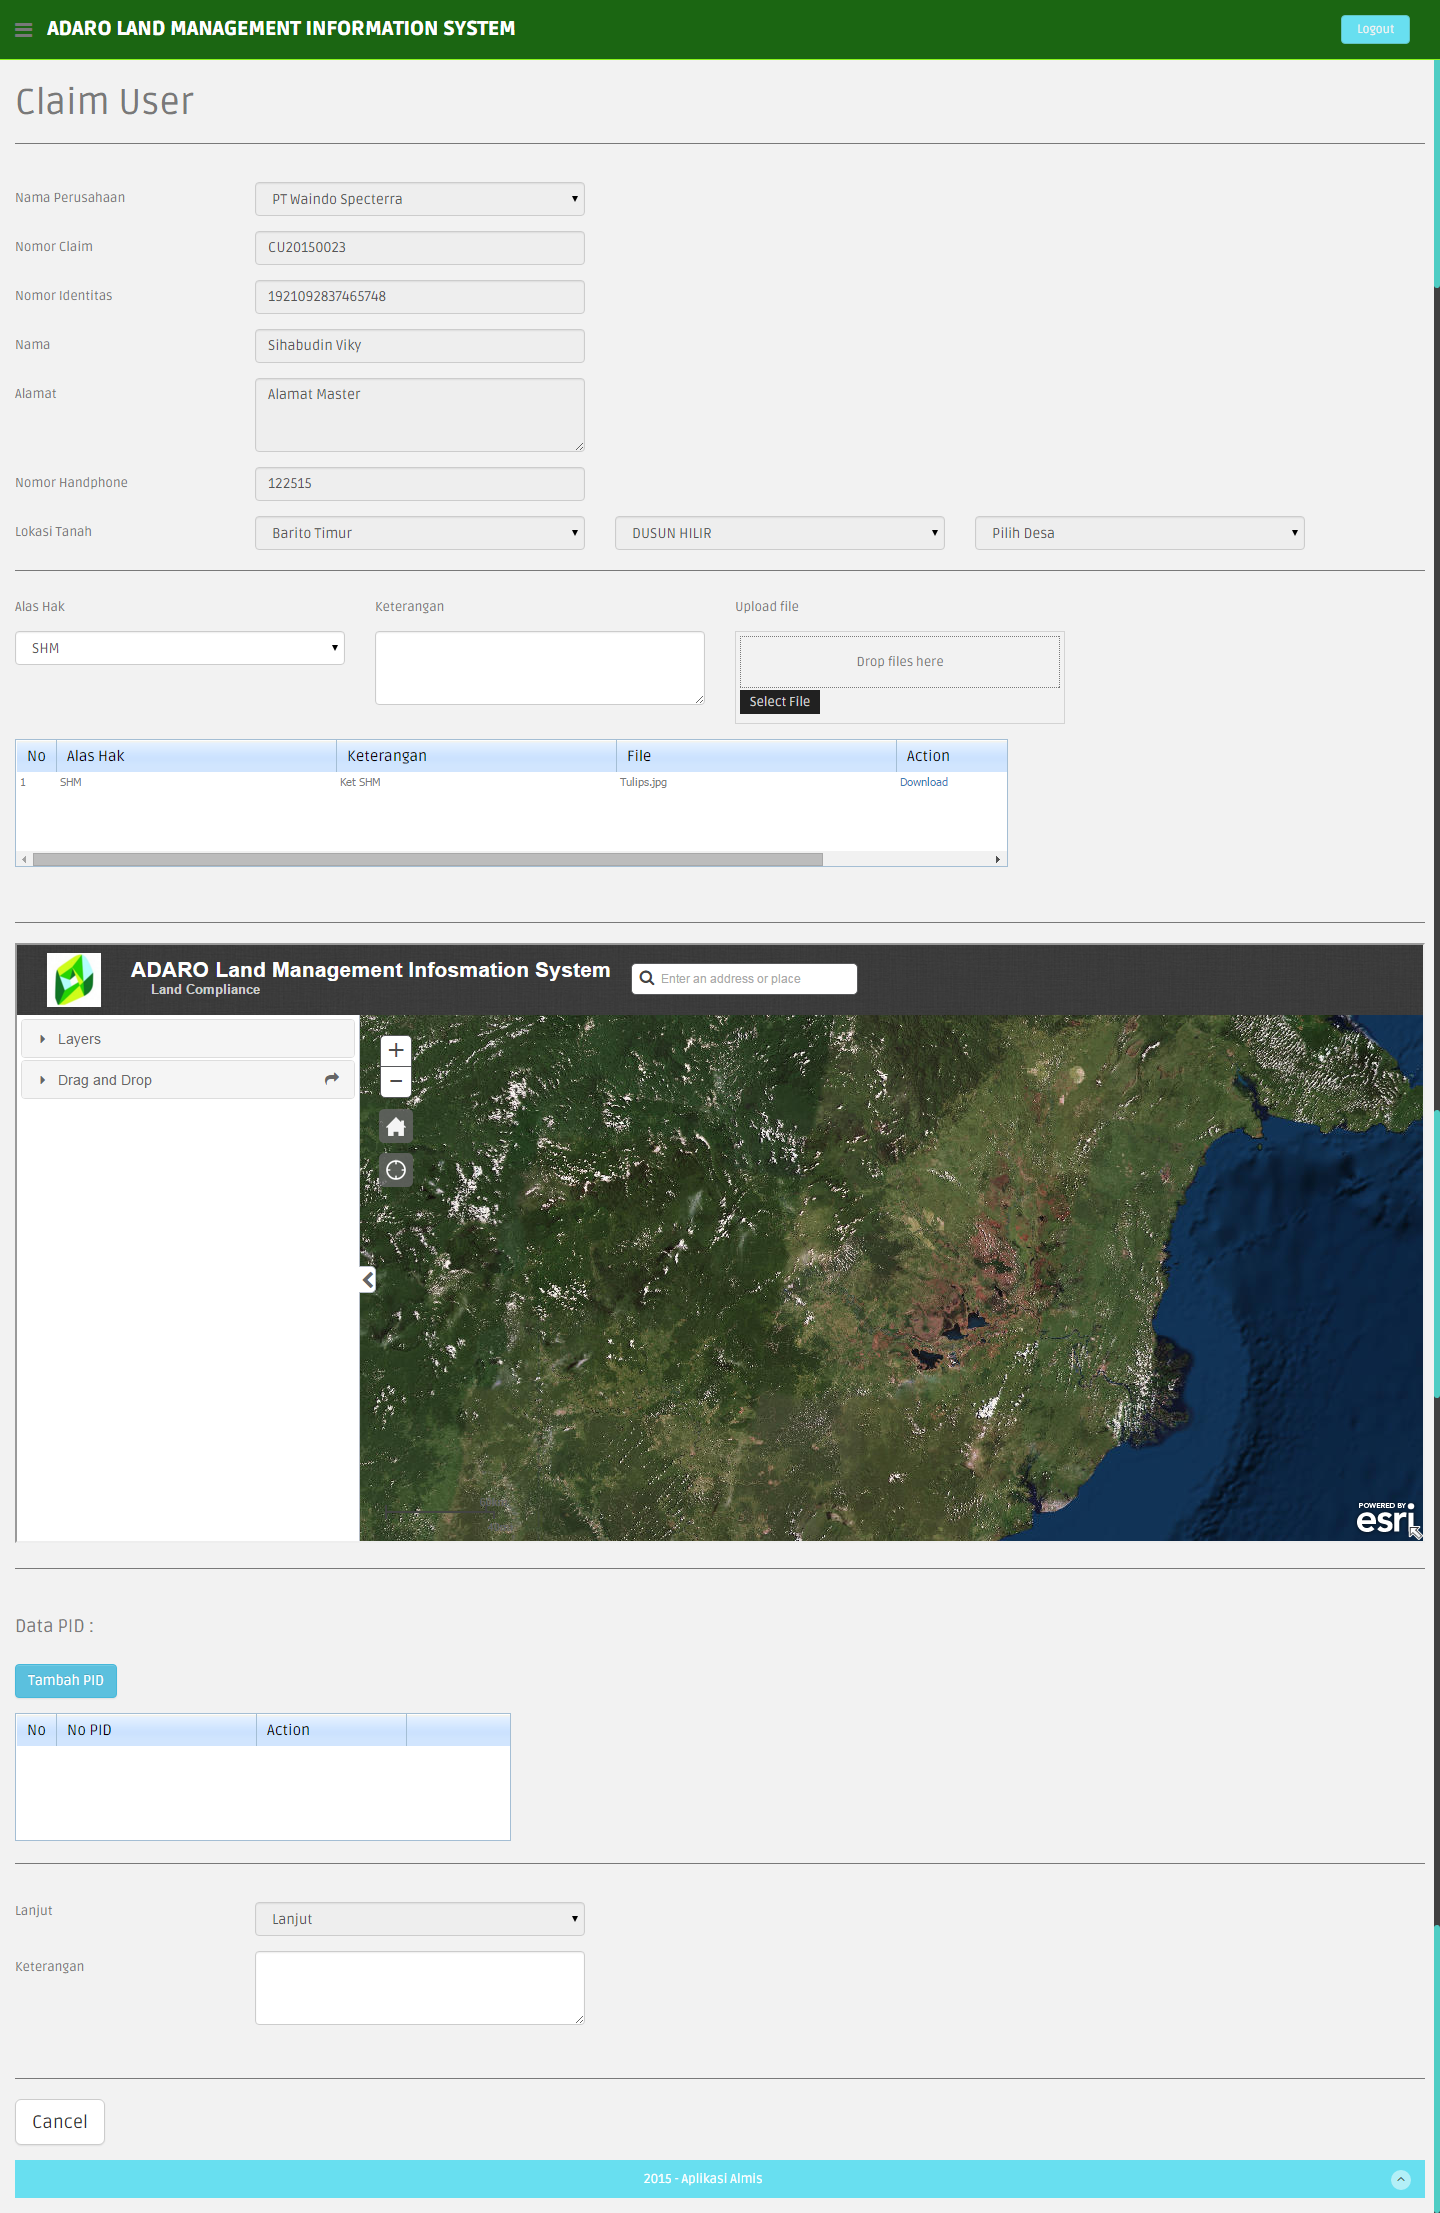 ADARO LAND MANAGEMENT INFORMATION SYSTEM
Logout
Claim User
Nama Perusahaan
PT Waindo Specterra
Nomor Claim
CU20150023
Nomor Identitas
1921092837465748
Nama
Sihabudin Viky
Alamat
Alamat Master
Nomor Handphone
122515
Lokasi Tanah
Barito Timur
DUSUN HILIR
Pilih Desa
Alas Hak
Keterangan
Upload file
SHM
Drop files here
Select File
No Alas Hak Keterangan File Action
1 SHM Ket SHM Tulips.jpg Download
ADARO Land Management Infosmation System
Land Compliance
Enter an address or place
Layers
Drag and Drop
POWERED BY
esri
Data PID :
Tambah PID
No No PID Action
Lanjut
Lanjut
Keterangan
Cancel
2015 - Aplikasi Almis